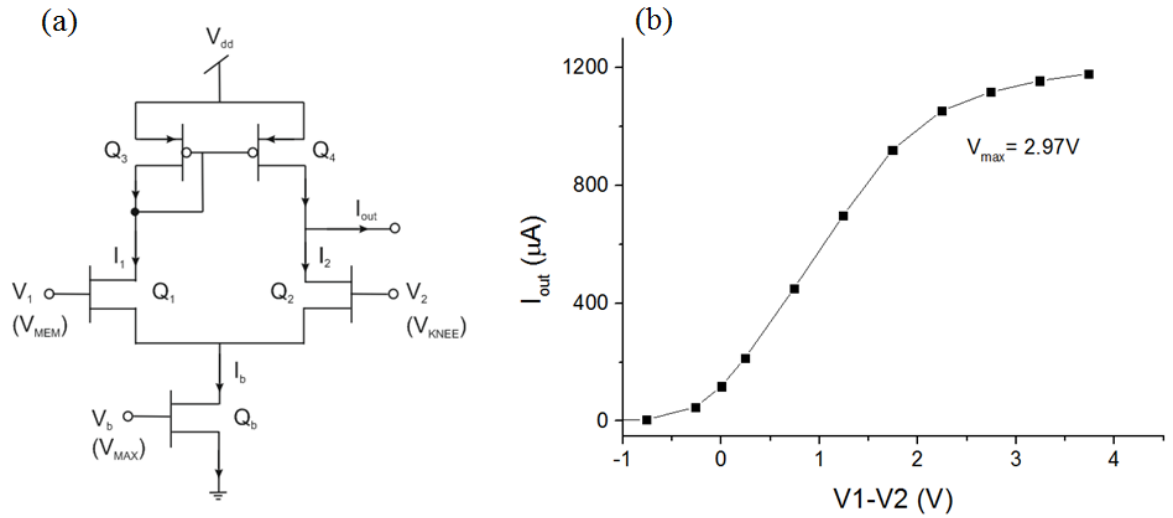 (a)
V_dd
Q_3
Q_4
I_out
I_1
I_2
V_1
(V_MEM)
Q_1
Q_2
V_2
(V_KNEE)
I_b
V_b
(V_MAX)
Q_b
(b)
I_out (μA)
1200
800
400
0
V_max= 2.97V
-1 0 1 2 3 4
V1-V2 (V)